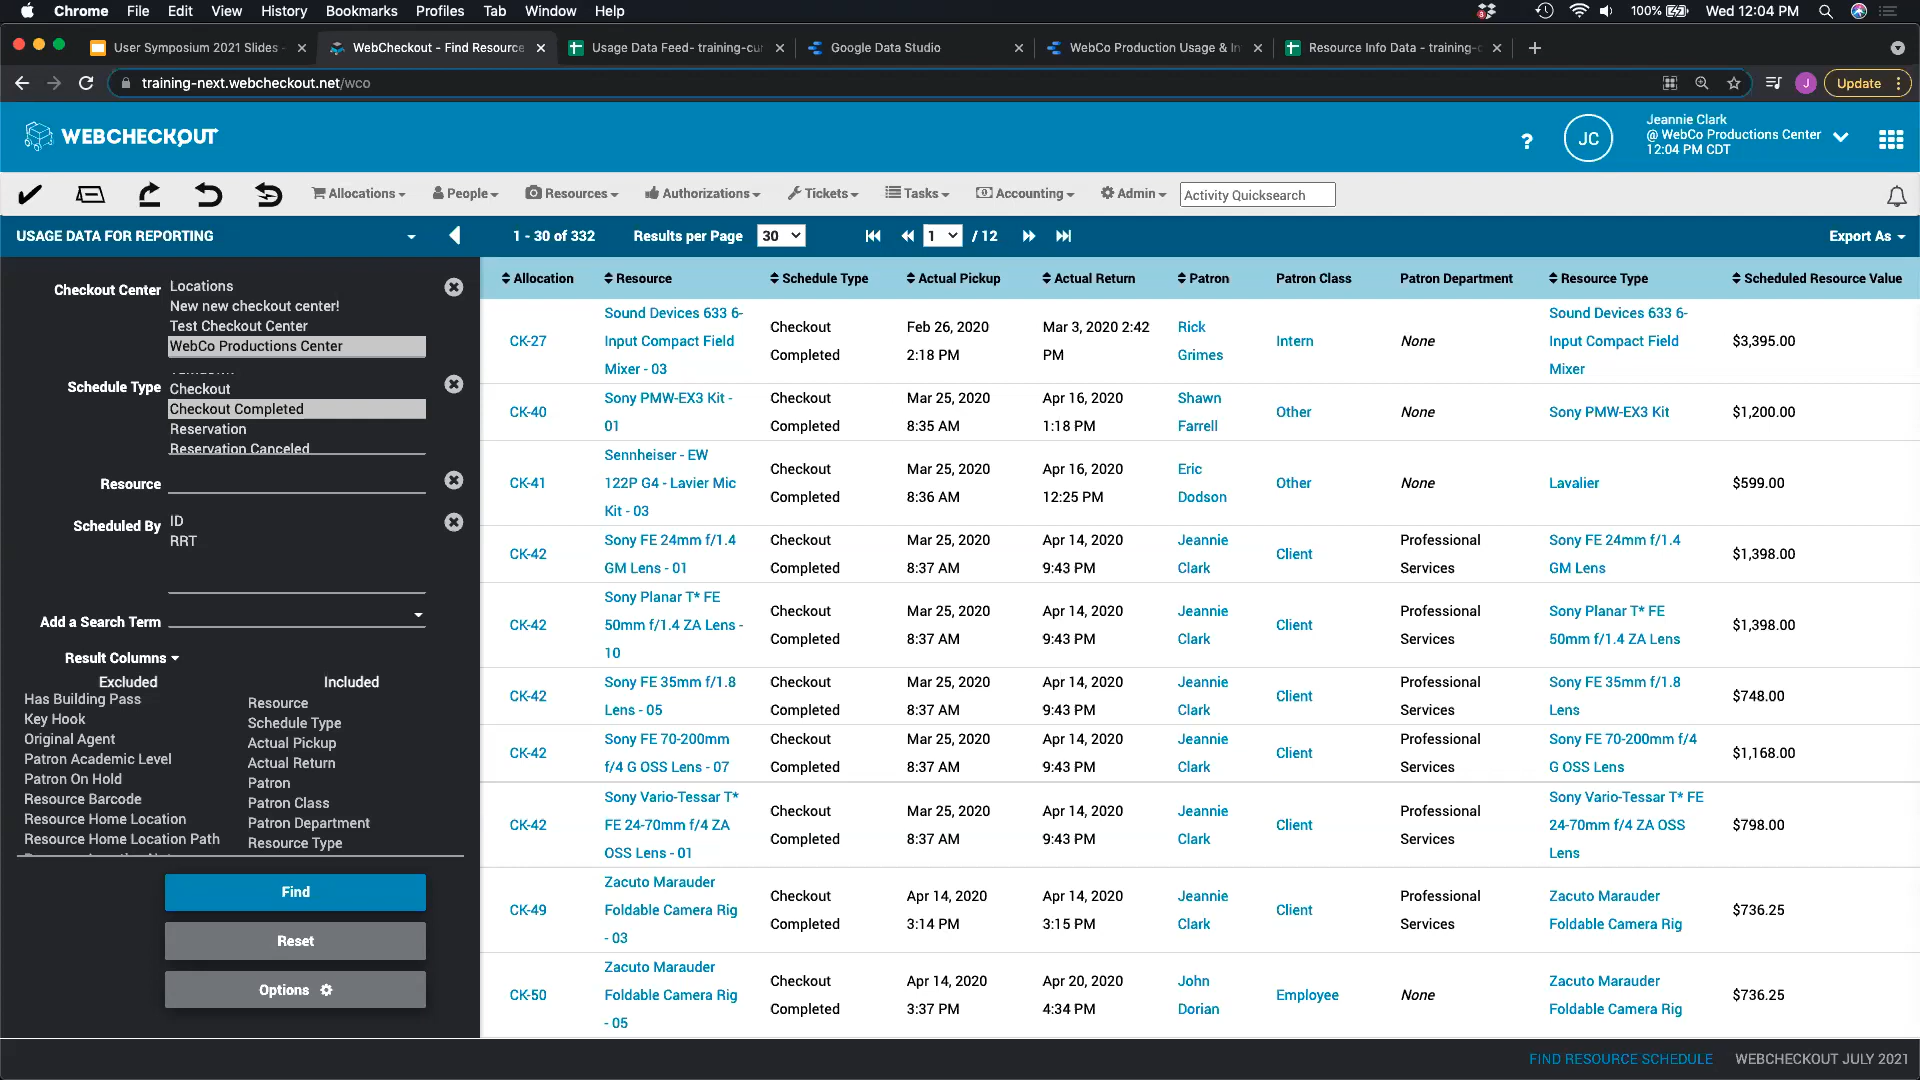 Chrome File Edit View History Bookmarks Profiles Tab Window Help 100% Wed 12:04 PM
User Symposium 2021 Slides - WebCheckout - Find Resource Usage Data Feed- training-cur Google Data Studio WebCo Production Usage & In Resource Info Data - training-c
training-next.webcheckout.net/wco Update
WEBCHECKOUT ? JC
Jeannie Clark
@ WebCo Productions Center
12:04 PM CDT
Allocations People Resources Authorizations Tickets Tasks Accounting Admin Activity Quicksearch
USAGE DATA FOR REPORTING 1 - 30 of 332 Results per Page 30 1 / 12 Export As
Checkout Center
Locations
New new checkout center!
Test Checkout Center
WebCo Productions Center
Schedule Type
Checkout
Checkout Completed
Reservation
Reservation Canceled
Resource
Scheduled By
ID
RRT
Add a Search Term
Result Columns
Excluded Included
Has Building Pass
Key Hook
Original Agent
Patron Academic Level
Patron On Hold
Resource Barcode
Resource Home Location
Resource Home Location Path
Resource
Schedule Type
Actual Pickup
Actual Return
Patron
Patron Class
Patron Department
Resource Type
Find
Reset
Options
Allocation Resource Schedule Type Actual Pickup Actual Return Patron Patron Class Patron Department Resource Type Scheduled Resource Value
CK-27 Sound Devices 633 6-Input Compact Field Mixer - 03 Checkout Completed Feb 26, 2020 2:18 PM Mar 3, 2020 2:42 PM Rick Grimes Intern None Sound Devices 633 6-Input Compact Field Mixer $3,395.00
CK-40 Sony PMW-EX3 Kit - 01 Checkout Completed Mar 25, 2020 8:35 AM Apr 16, 2020 1:18 PM Shawn Farrell Other None Sony PMW-EX3 Kit $1,200.00
CK-41 Sennheiser - EW 122P G4 - Lavier Mic Kit - 03 Checkout Completed Mar 25, 2020 8:36 AM Apr 16, 2020 12:25 PM Eric Dodson Other None Lavalier $599.00
CK-42 Sony FE 24mm f/1.4 GM Lens - 01 Checkout Completed Mar 25, 2020 8:37 AM Apr 14, 2020 9:43 PM Jeannie Clark Client Professional Services Sony FE 24mm f/1.4 GM Lens $1,398.00
CK-42 Sony Planar T* FE 50mm f/1.4 ZA Lens - 10 Checkout Completed Mar 25, 2020 8:37 AM Apr 14, 2020 9:43 PM Jeannie Clark Client Professional Services Sony Planar T* FE 50mm f/1.4 ZA Lens $1,398.00
CK-42 Sony FE 35mm f/1.8 Lens - 05 Checkout Completed Mar 25, 2020 8:37 AM Apr 14, 2020 9:43 PM Jeannie Clark Client Professional Services Sony FE 35mm f/1.8 Lens $748.00
CK-42 Sony FE 70-200mm f/4 G OSS Lens - 07 Checkout Completed Mar 25, 2020 8:37 AM Apr 14, 2020 9:43 PM Jeannie Clark Client Professional Services Sony FE 70-200mm f/4 G OSS Lens $1,168.00
CK-42 Sony Vario-Tessar T* FE 24-70mm f/4 ZA OSS Lens - 01 Checkout Completed Mar 25, 2020 8:37 AM Apr 14, 2020 9:43 PM Jeannie Clark Client Professional Services Sony Vario-Tessar T* FE 24-70mm f/4 ZA OSS Lens $798.00
CK-49 Zacuto Marauder Foldable Camera Rig - 03 Checkout Completed Apr 14, 2020 3:14 PM Apr 14, 2020 3:15 PM Jeannie Clark Client Professional Services Zacuto Marauder Foldable Camera Rig $736.25
CK-50 Zacuto Marauder Foldable Camera Rig - 05 Checkout Completed Apr 14, 2020 3:37 PM Apr 20, 2020 4:34 PM John Dorian Employee None Zacuto Marauder Foldable Camera Rig $736.25
FIND RESOURCE SCHEDULE WEBCHECKOUT JULY 2021